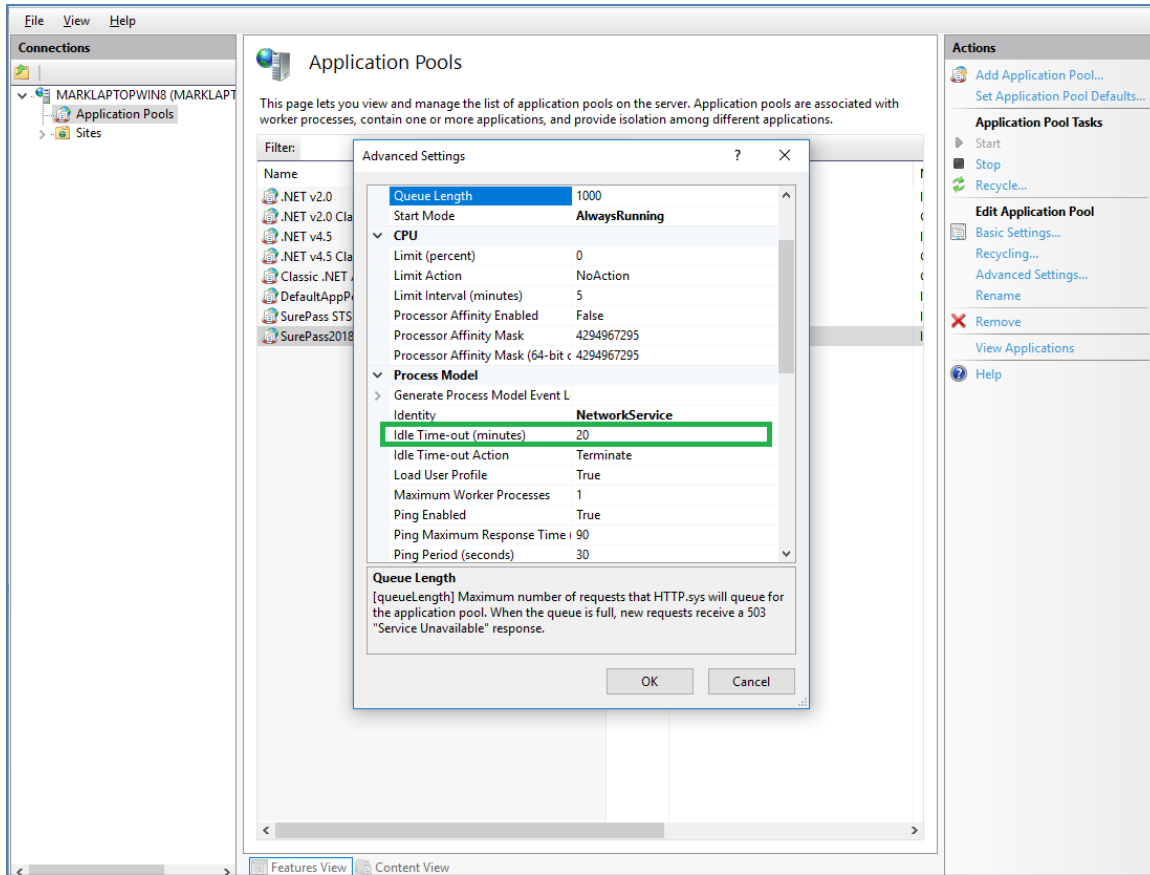 File View Help
Connections
MARKLAPTOPWIN8 (MARKLAPT
Application Pools
Sites
Application Pools
This page lets you view and manage the list of application pools on the server. Application pools are associated with
worker processes, contain one or more applications, and provide isolation among different applications.
Filter:
Name
.NET v2.0
.NET v2.0 Cla
.NET v4.5
.NET v4.5 Cla
Classic .NET
DefaultAppP
SurePass STS
SurePass2018
Advanced Settings
? X
Queue Length 1000
Start Mode AlwaysRunning
CPU
Limit (percent) 0
Limit Action NoAction
Limit Interval (minutes) 5
Processor Affinity Enabled False
Processor Affinity Mask 4294967295
Processor Affinity Mask (64-bit c 4294967295
Process Model
Generate Process Model Event L
Identity NetworkService
Idle Time-out (minutes) 20
Idle Time-out Action Terminate
Load User Profile True
Maximum Worker Processes 1
Ping Enabled True
Ping Maximum Response Time ( 90
Ping Period (seconds) 30
Queue Length
[queueLength] Maximum number of requests that HTTP.sys will queue for
the application pool. When the queue is full, new requests receive a 503
"Service Unavailable" response.
OK Cancel
Features View Content View
Actions
Add Application Pool...
Set Application Pool Defaults...
Application Pool Tasks
Start
Stop
Recycle...
Edit Application Pool
Basic Settings...
Recycling...
Advanced Settings...
Rename
Remove
View Applications
Help